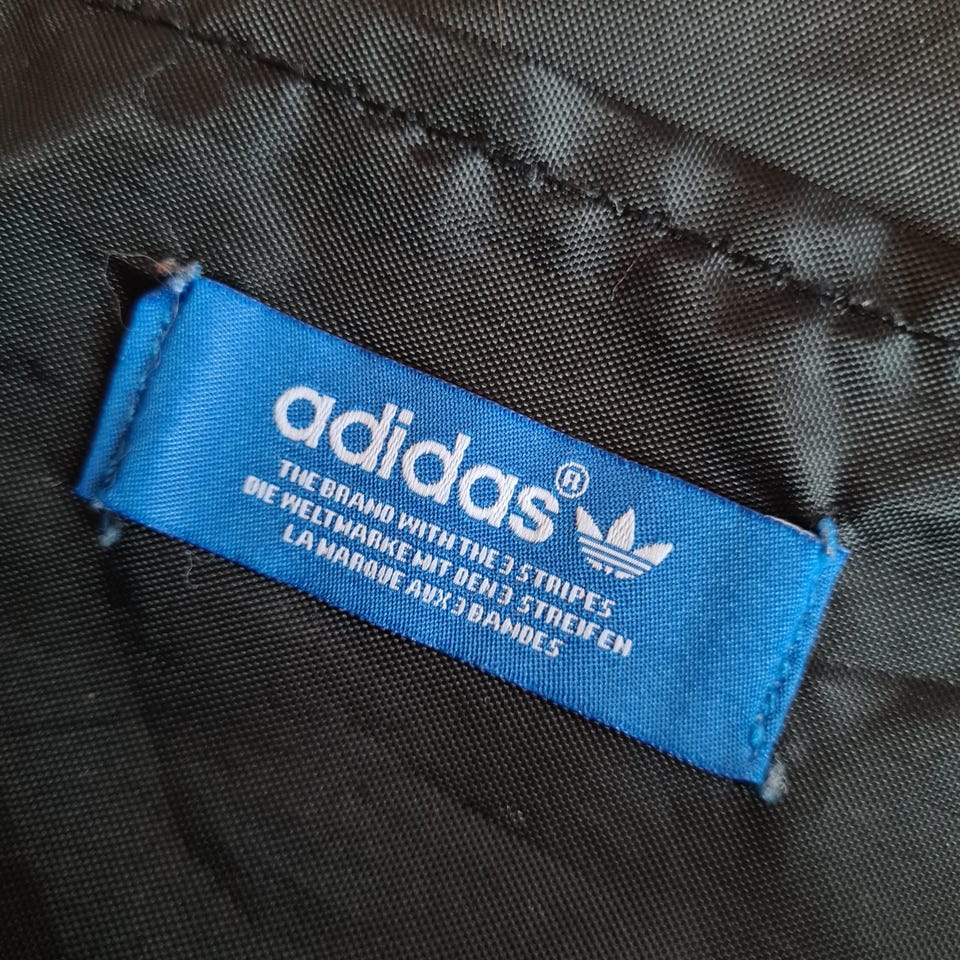 adidas®
THE BRAND WITH THE 3 STRIPES
DIE WELTMARKE MIT DEN 3 STREIFEN
LA MARQUE AUX 3 BANDES